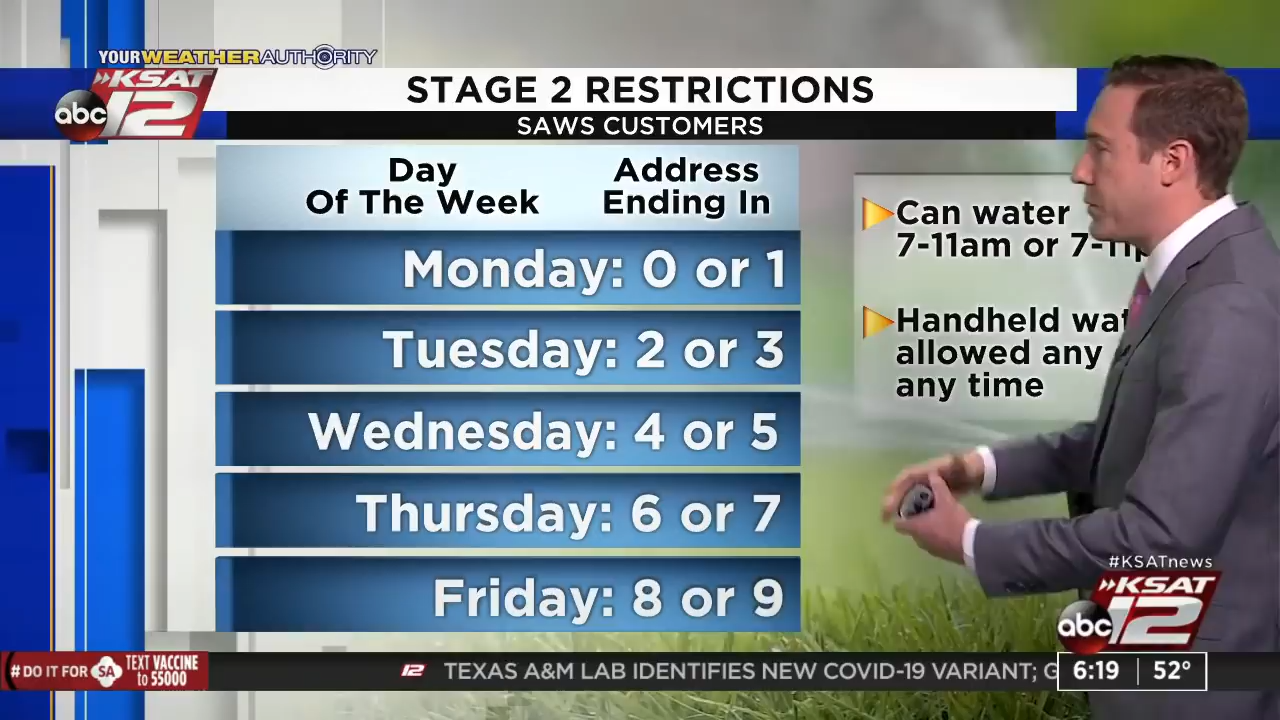 YOURWEATHERAUTHORITY
KSAT
abc 12
STAGE 2 RESTRICTIONS
SAWS CUSTOMERS
Day
Of The Week
Address
Ending In
Monday: 0 or 1
Tuesday: 2 or 3
Wednesday: 4 or 5
Thursday: 6 or 7
Friday: 8 or 9
Can water
7-11am or 7-11p
Handheld
allowed any
any time
#KSATnews
KSAT
abc 12
#DO IT FOR SA
TEXT VACCINE
to 55000
12 TEXAS A&M LAB IDENTIFIES NEW COVID-19 VARIANT;
6:19 52°